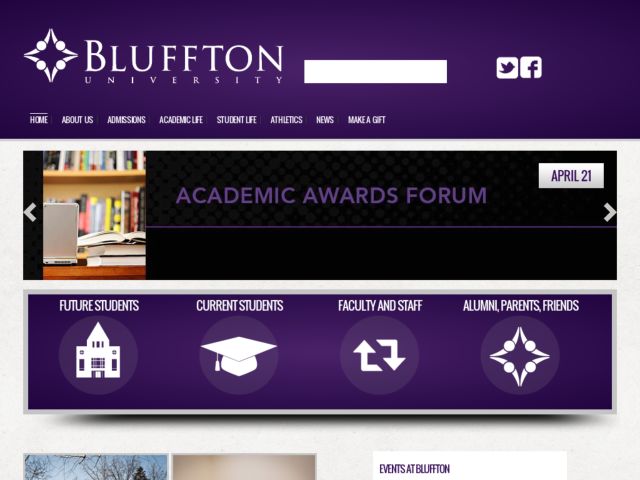 BLUFFTON
UNIVERSITY
HOME ABOUT US ADMISSIONS ACADEMIC LIFE STUDENT LIFE ATHLETICS NEWS MAKE A GIFT
APRIL 21
ACADEMIC AWARDS FORUM
FUTURE STUDENTS CURRENT STUDENTS FACULTY AND STAFF ALUMNI, PARENTS, FRIENDS
EVENTS AT BLUFFTON